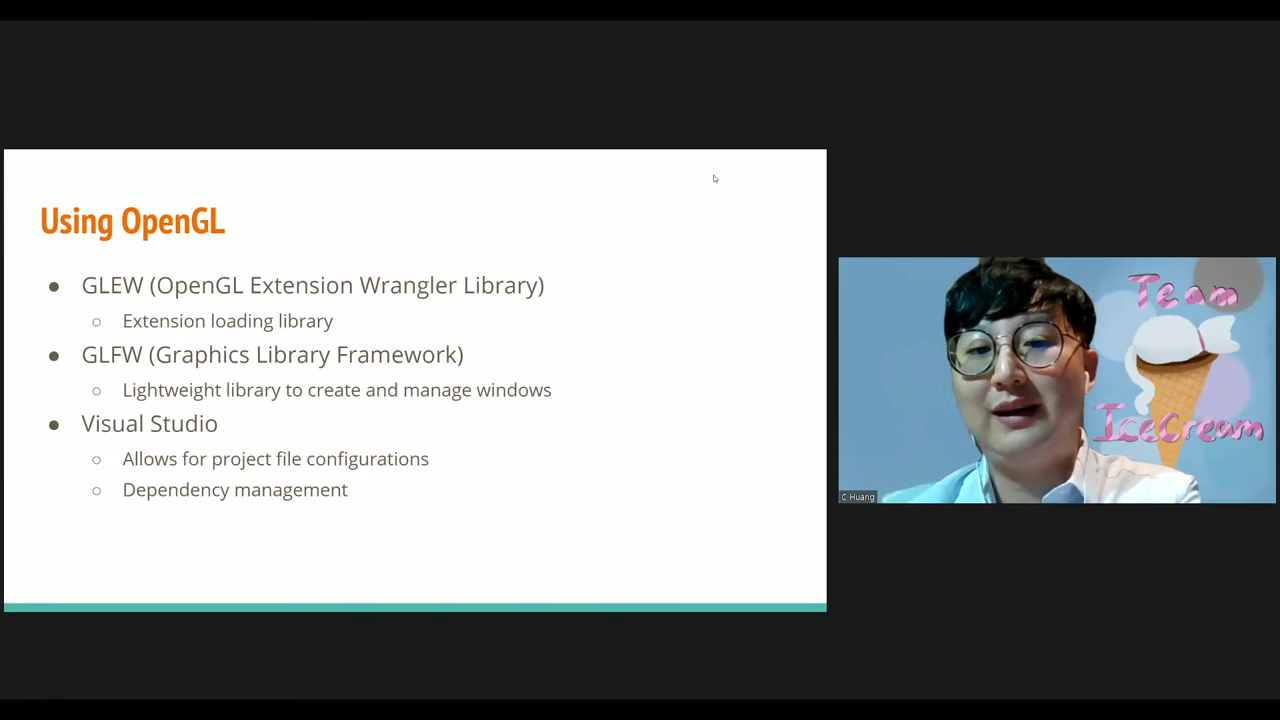 Using OpenGL
● GLEW (OpenGL Extension Wrangler Library)
○ Extension loading library
● GLFW (Graphics Library Framework)
○ Lightweight library to create and manage windows
● Visual Studio
○ Allows for project file configurations
○ Dependency management
Team
IceCream
C Huang